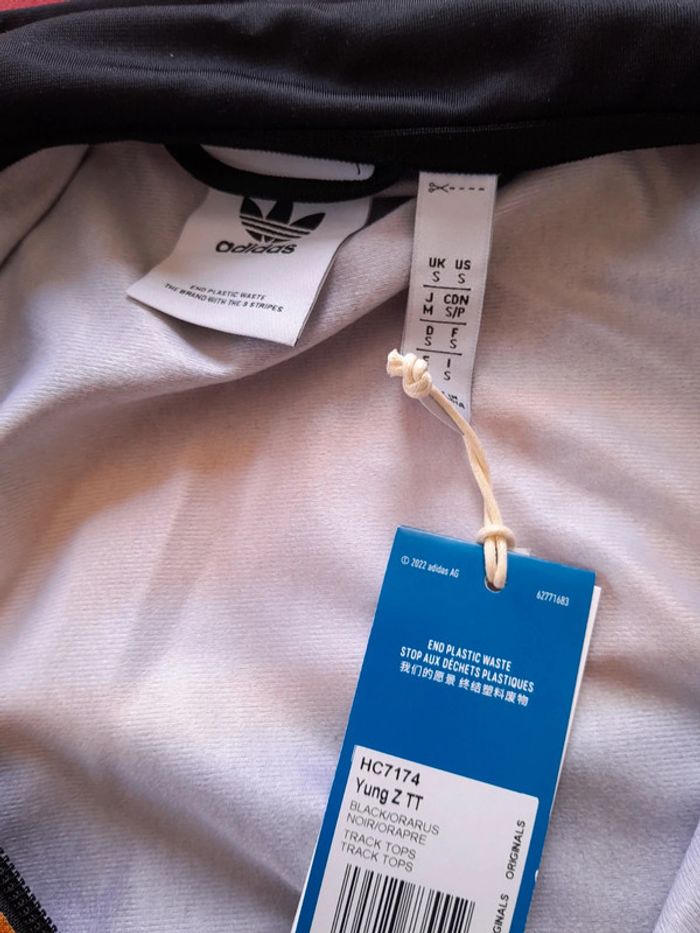 adidas
END PLASTIC WASTE
THE BRAND WITH THE 3 STRIPES
UK US
S S
J CDN
M S/P
D F
S S
I
S
© 2022 adidas AG
6Z771683
END PLASTIC WASTE
STOP AUX DÉCHETS PLASTIQUES
我们的愿景 终结塑料废物
HC7174
Yung Z TT
BLACK/ORARUS
NOIR/ORAPRE
TRACK TOPS
TRACK TOPS
ORIGINALS